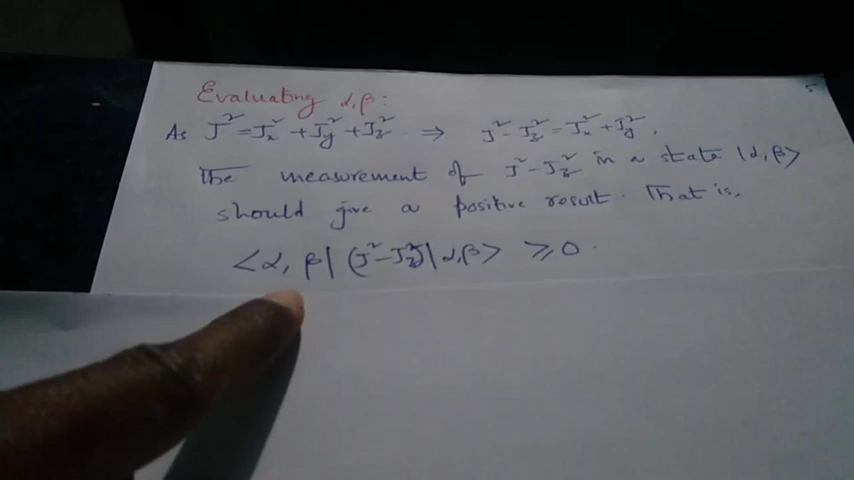 Evaluating α,β:
As J² = Jx² + Jy² + Jz² ⇒ J² - Jz² = Jx² + Jy².
The measurement of J² - Jz² in a state |α, β>
should give a positive result. That is,
<α, β| (J² - Jz²) |α,β> ≥ 0.